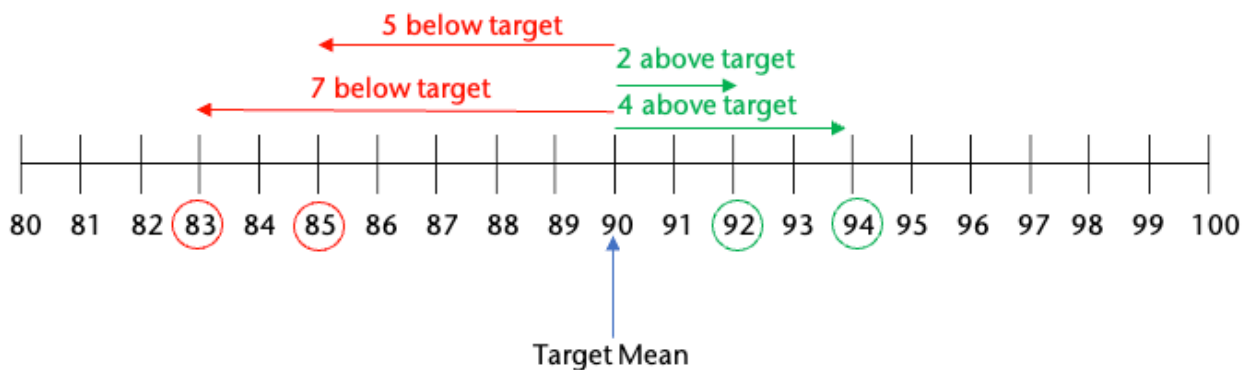 5 below target
2 above target
7 below target
4 above target
80 81 82 83 84 85 86 87 88 89 90 91 92 93 94 95 96 97 98 99 100
Target Mean